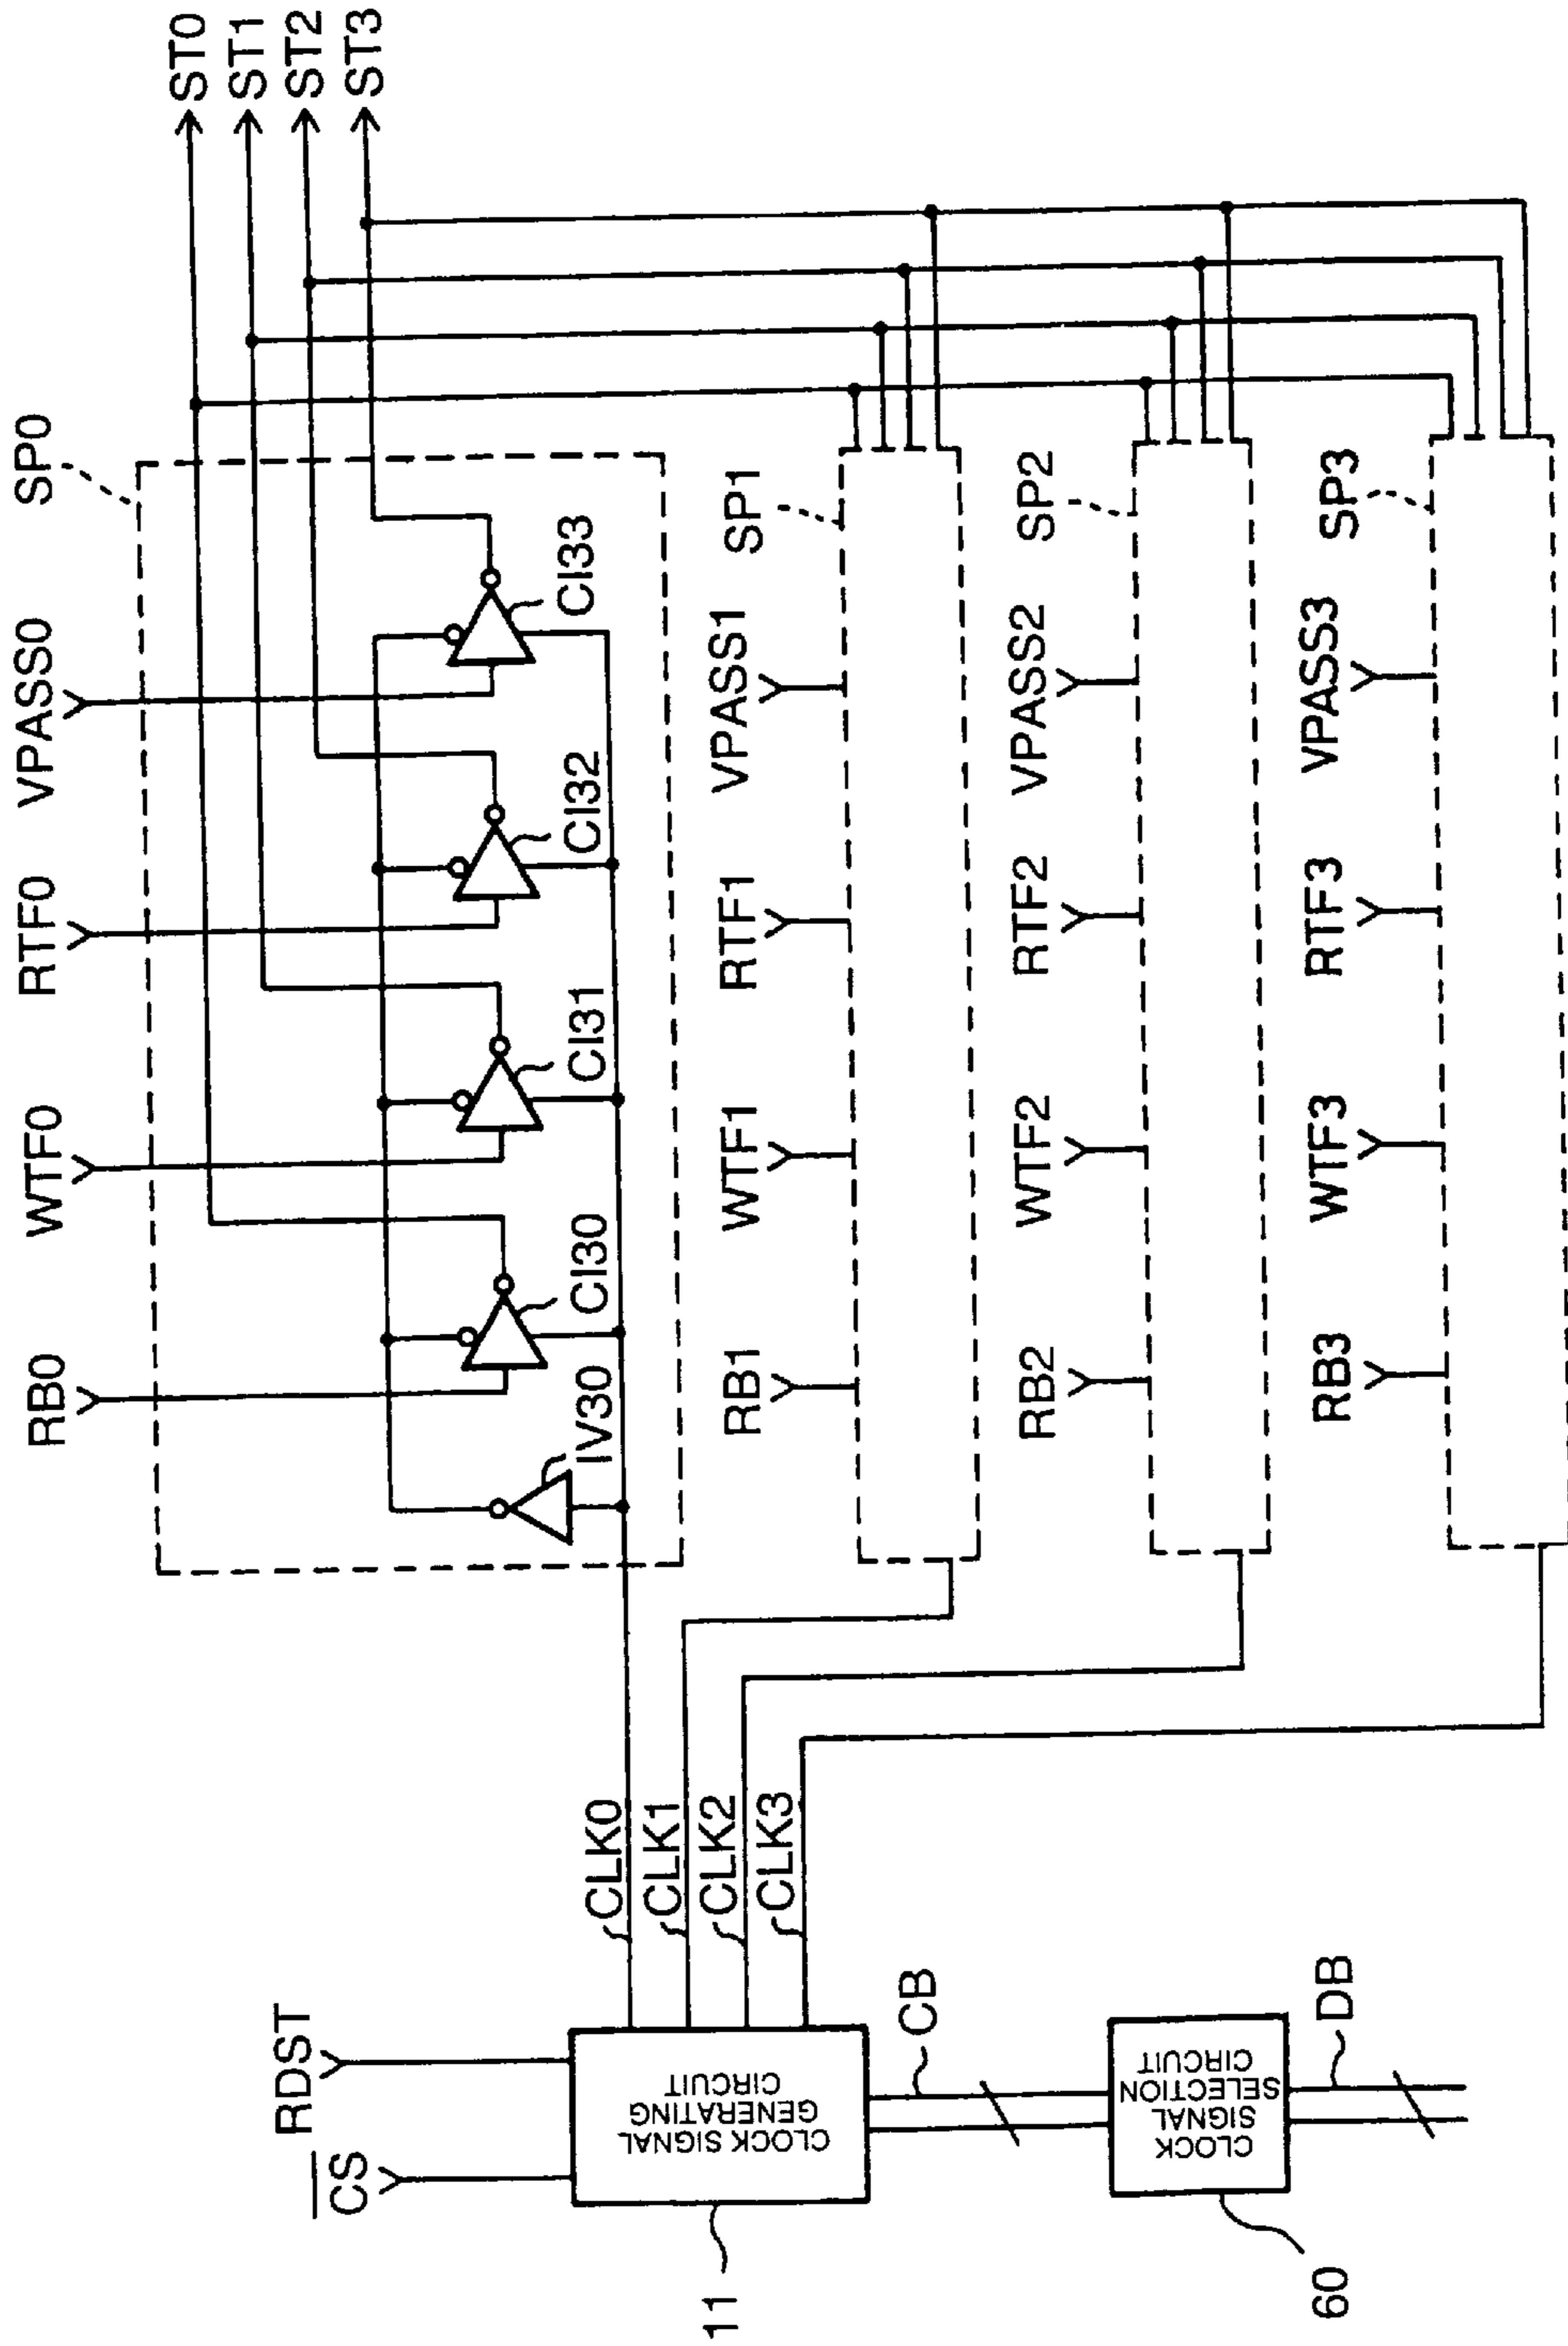 ST0
ST1
ST2
ST3
SP0
RB0
WTF0
RTF0
VPASS0
IV30
CI30
CI31
CI32
CI33
RB1
WTF1
RTF1
VPASS1
SP1
RB2
WTF2
RTF2
VPASS2
SP2
RB3
WTF3
RTF3
VPASS3
SP3
CLK0
CLK1
CLK2
CLK3
CS
RDST
CLOCK SIGNAL
GENERATING
CIRCUIT
11
CB
CLOCK
SIGNAL
SELECTION
CIRCUIT
60
DB